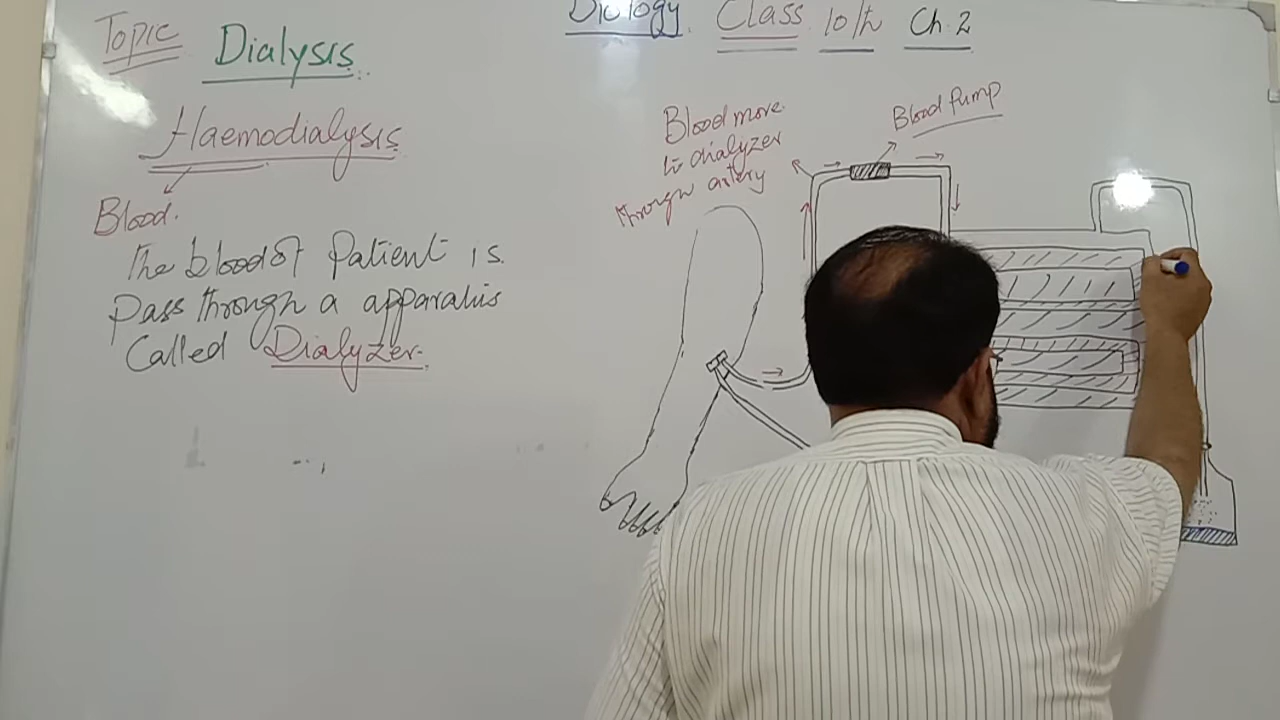 Biology Class 10th Ch. 2
Topic Dialysis
Haemodialysis
Blood.
The blood of Patient is.
Pass through a apparatus
Called Dialyzer.
Blood move
to dialyzer
through artery
Blood Pump